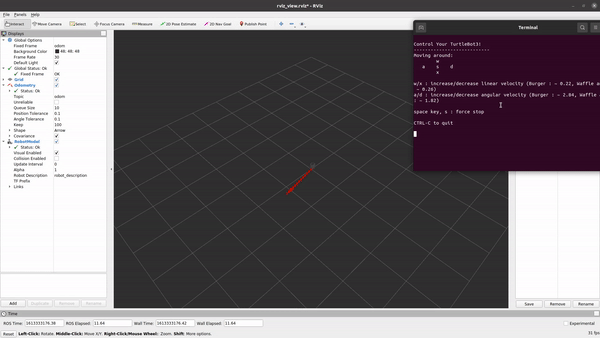 rviz_view.rviz* - RViz
File Panels Help
Interact Move Camera Select Focus Camera Measure 2D Pose Estimate 2D Nav Goal Publish Point
Displays
Global Options
Fixed Frame odom
Background Color 48; 48; 48
Frame Rate 30
Default Light
Global Status: Ok
Fixed Frame OK
Grid
Odometry
Status: Ok
Topic odom
Unreliable
Queue Size 10
Position Tolerance 0.1
Angle Tolerance 0.1
Keep 100
Shape Arrow
Covariance
RobotModel
Status: Ok
Visual Enabled
Collision Enabled
Update Interval 0
Alpha 1
Robot Description robot_description
TF Prefix
Links
Add Duplicate Remove Rename
Terminal
Control Your TurtleBot3!
---------------------------
Moving around:
w
a s d
x
w/x : increase/decrease linear velocity (Burger : ~ 0.22, Waffle
~ 0.26)
a/d : increase/decrease angular velocity (Burger : ~ 2.84, Waffle
: ~ 1.82)
space key, s : force stop
CTRL-C to quit
Save Remove Rename
Time
ROS Time: 1613333176.38 ROS Elapsed: 11.64 Wall Time: 1613333176.42 Wall Elapsed: 11.64 Experimental
Reset Left-Click: Rotate. Middle-Click: Move X/Y. Right-Click/Mouse Wheel: Zoom. Shift: More options. 31 fps